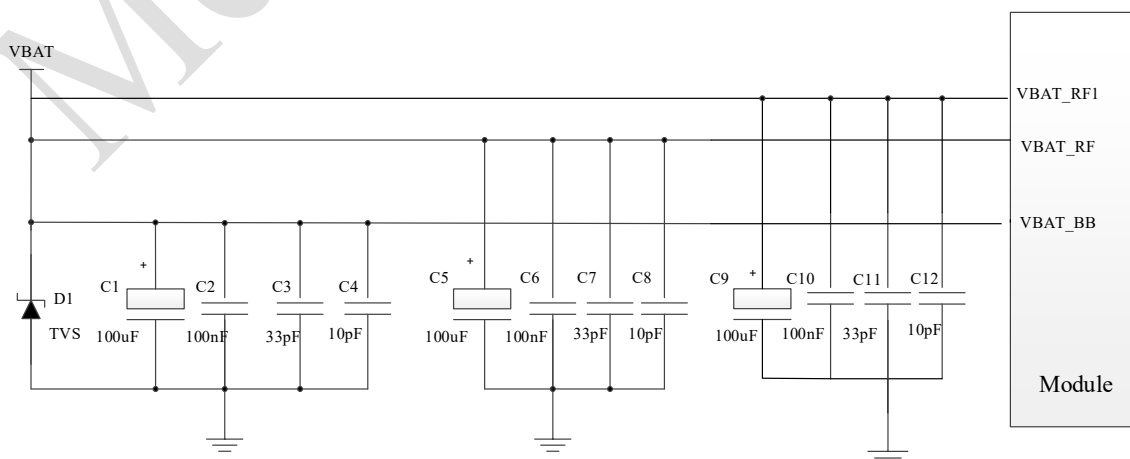 VBAT
VBAT_RF1
VBAT_RF
VBAT_BB
+ + +
C1 C2 C3 C4 C5 C6 C7 C8 C9 C10 C11 C12
D1
TVS 100uF 100nF 33pF 10pF 100uF 100nF 33pF 10pF 100uF 100nF 33pF 10pF
Module